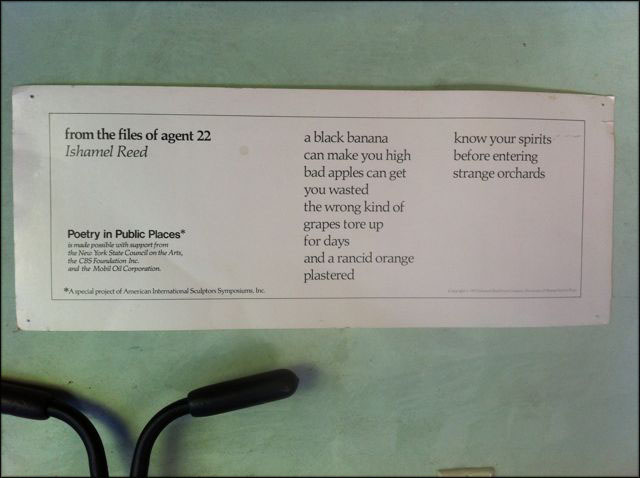 from the files of agent 22
Ishamel Reed
Poetry in Public Places*
is made possible with support from
the New York State Council on the Arts,
the CBS Foundation Inc.
and the Mobil Oil Corporation.
*A special project of American International Sculptors Symposiums, Inc.
a black banana
can make you high
bad apples can get
you wasted
the wrong kind of
grapes tore up
for days
and a rancid orange
plastered
know your spirits
before entering
strange orchards